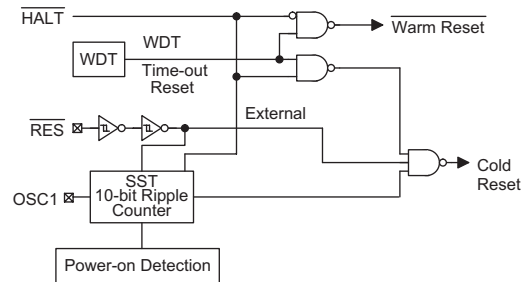 HALT
WDT
WDT
Time-out
Reset
Warm Reset
RES
External
OSC1
SST
10-bit Ripple
Counter
Cold
Reset
Power-on Detection